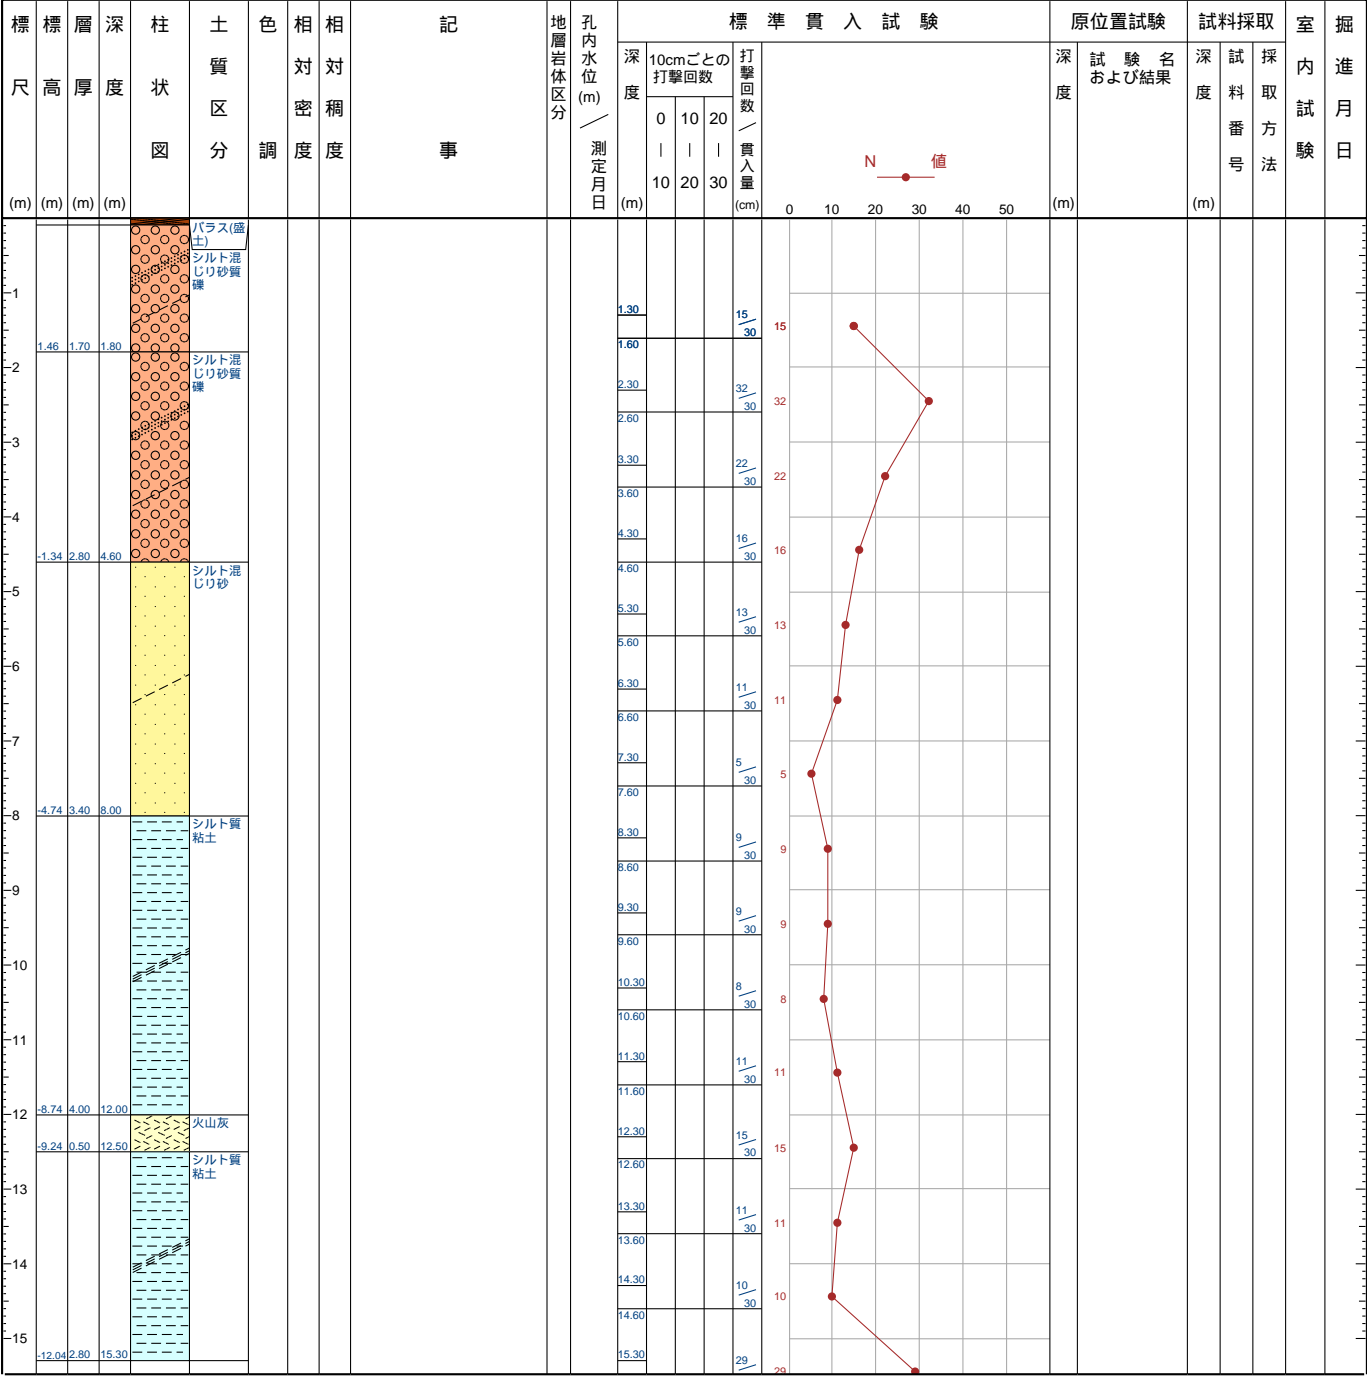 標尺(m)
標高(m)
層厚(m)
深度(m)
柱状図
土質区分
色調
相対密度
相対稠度
記事
地層岩体区分
孔内水位(m)／測定月日
標準貫入試験
深度(m)
10cmごとの
打撃回数
0 10 20
| | |
10 20 30
打撃回数／貫入量(cm)
N 値
0 10 20 30 40 50
原位置試験
深度(m)
試験名
および結果
試料採取
深度(m)
試料番号
採取方法
室内試験
掘進月日
バラス(盛
土)
シルト混
じり砂質
礫
1
1.30 15/30 15
1.60
1.46 1.70 1.80
シルト混
じり砂質
礫
2
2.30 32/30 32
2.60
3
3.30 22/30 22
3.60
4
4.30 16/30 16
-1.34 2.80 4.60
4.60
シルト混
じり砂
5
5.30 13/30 13
5.60
6
6.30 11/30 11
6.60
7
7.30 5/30 5
7.60
-4.74 3.40 8.00
8
シルト質
粘土
8.30 9/30 9
8.60
9
9.30 9/30 9
9.60
10
10.30 8/30 8
10.60
11
11.30 11/30 11
11.60
-8.74 4.00 12.00
12
火山灰
12.30 15/30 15
-9.24 0.50 12.50
シルト質
粘土
12.60
13
13.30 11/30 11
13.60
14
14.30 10/30 10
14.60
15
-12.04 2.80 15.30
15.30 29 29